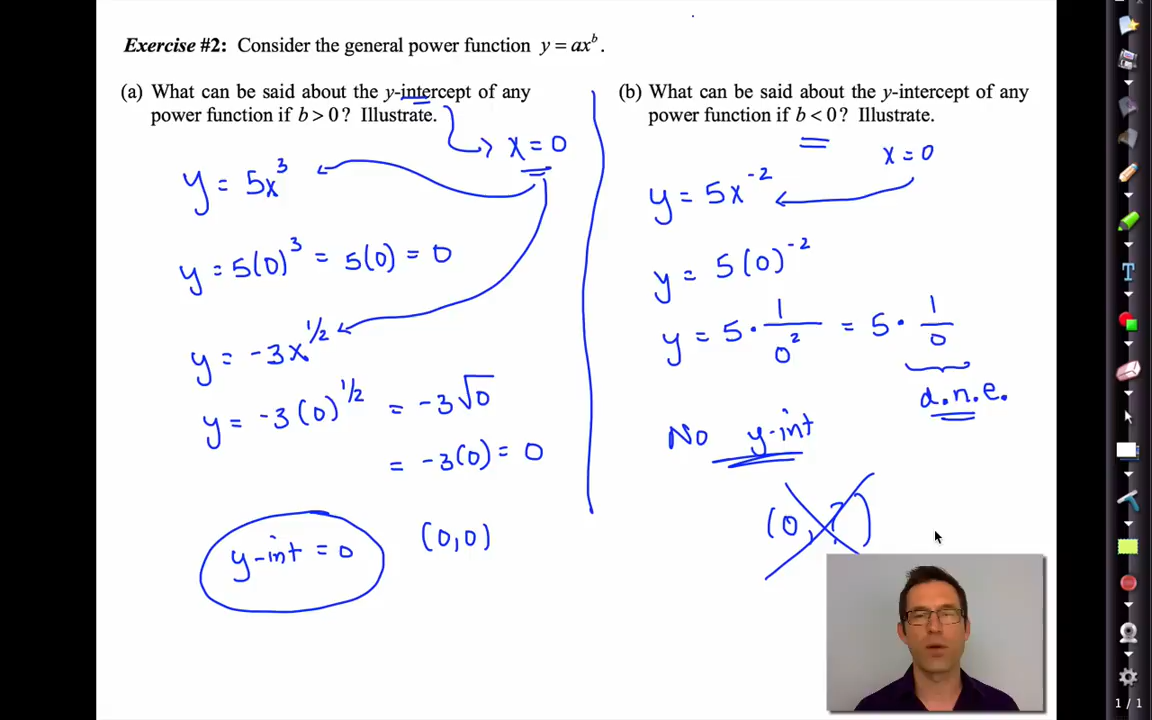 Exercise #2: Consider the general power function y = ax^b.
(a) What can be said about the y-intercept of any
power function if b > 0? Illustrate.
x = 0
y = 5x^3
y = 5(0)^3 = 5(0) = 0
y = -3x^1/2
y = -3(0)^1/2 = -3√0
= -3(0) = 0
y-int = 0 (0,0)
(b) What can be said about the y-intercept of any
power function if b < 0? Illustrate.
x = 0
y = 5x^-2
y = 5(0)^-2
y = 5 · 1/0^2 = 5 · 1/0
d.n.e.
No y-int
(0, ?)
T
1 / 1